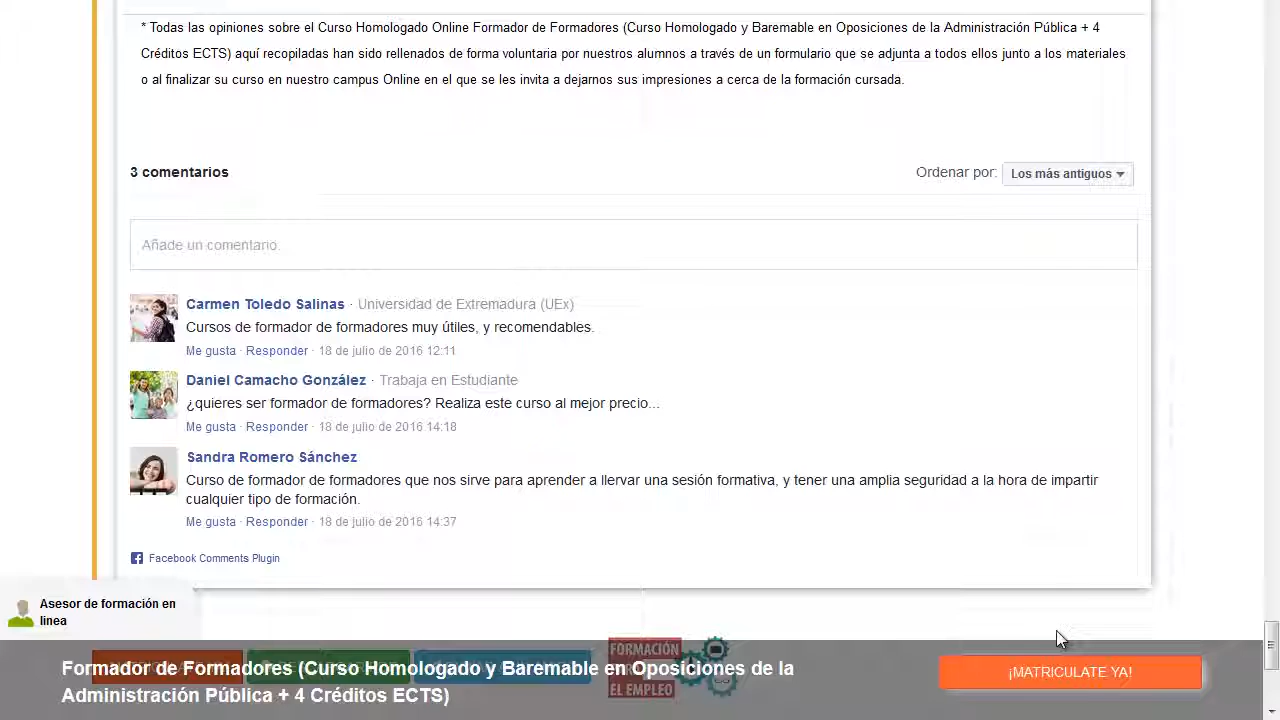 * Todas las opiniones sobre el Curso Homologado Online Formador de Formadores (Curso Homologado y Baremable en Oposiciones de la Administración Pública + 4
Créditos ECTS) aquí recopiladas han sido rellenados de forma voluntaria por nuestros alumnos a través de un formulario que se adjunta a todos ellos junto a los materiales
o al finalizar su curso en nuestro campus Online en el que se les invita a dejarnos sus impresiones a cerca de la formación cursada.
3 comentarios
Ordenar por: Los más antiguos
Añade un comentario.
Carmen Toledo Salinas · Universidad de Extremadura (UEx)
Cursos de formador de formadores muy útiles, y recomendables.
Me gusta · Responder · 18 de julio de 2016 12:11
Daniel Camacho González · Trabaja en Estudiante
¿quieres ser formador de formadores? Realiza este curso al mejor precio...
Me gusta · Responder · 18 de julio de 2016 14:18
Sandra Romero Sánchez
Curso de formador de formadores que nos sirve para aprender a llervar una sesión formativa, y tener una amplia seguridad a la hora de impartir
cualquier tipo de formación.
Me gusta · Responder · 18 de julio de 2016 14:37
Facebook Comments Plugin
Asesor de formación en
linea
FORMACIÓN
EL EMPLEO
Formador de Formadores (Curso Homologado y Baremable en Oposiciones de la
Administración Pública + 4 Créditos ECTS)
¡MATRICULATE YA!